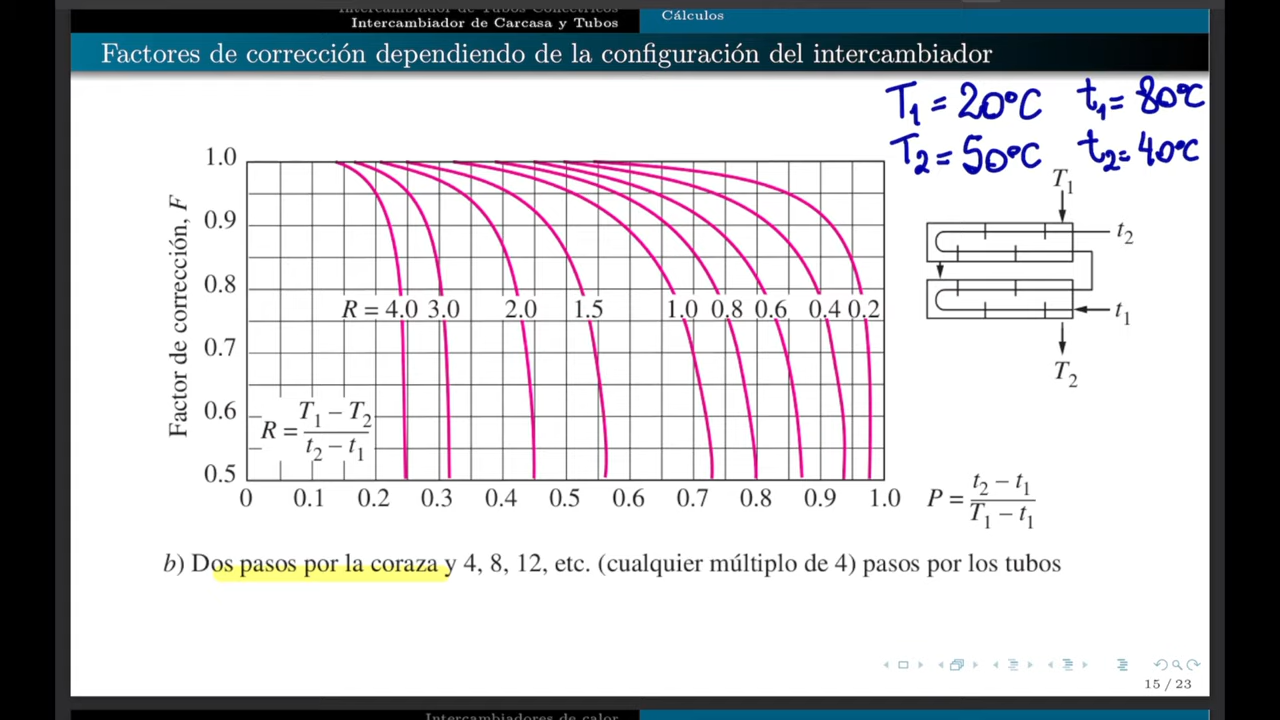 Intercambiador de Tubos Concéntricos
Intercambiador de Carcasa y Tubos
Cálculos
Factores de corrección dependiendo de la configuración del intercambiador
T₁ = 20°C t₁ = 80°C
T₂ = 50°C t₂ = 40°C
Factor de corrección, F
1.0
0.9
0.8
0.7
0.6
0.5
R = 4.0 3.0 2.0 1.5 1.0 0.8 0.6 0.4 0.2
R = (T₁ – T₂)/(t₂ – t₁)
0 0.1 0.2 0.3 0.4 0.5 0.6 0.7 0.8 0.9 1.0
T₁
t₂
t₁
T₂
P = (t₂ – t₁)/(T₁ – t₁)
b) Dos pasos por la coraza y 4, 8, 12, etc. (cualquier múltiplo de 4) pasos por los tubos
15 / 23
Intercambiadores de calor